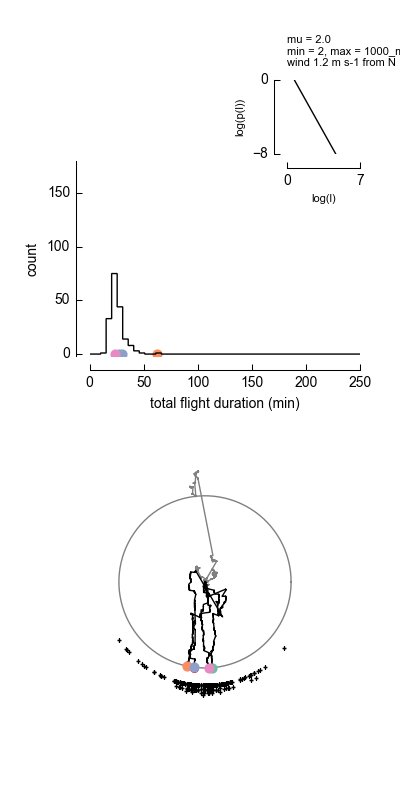 mu = 2.0
min = 2, max = 1000_m
wind 1.2 m s-1 from N
0
log(p(l))
−8
0
7
log(l)
150
100
50
0
count
0
50
100
150
200
250
total flight duration (min)